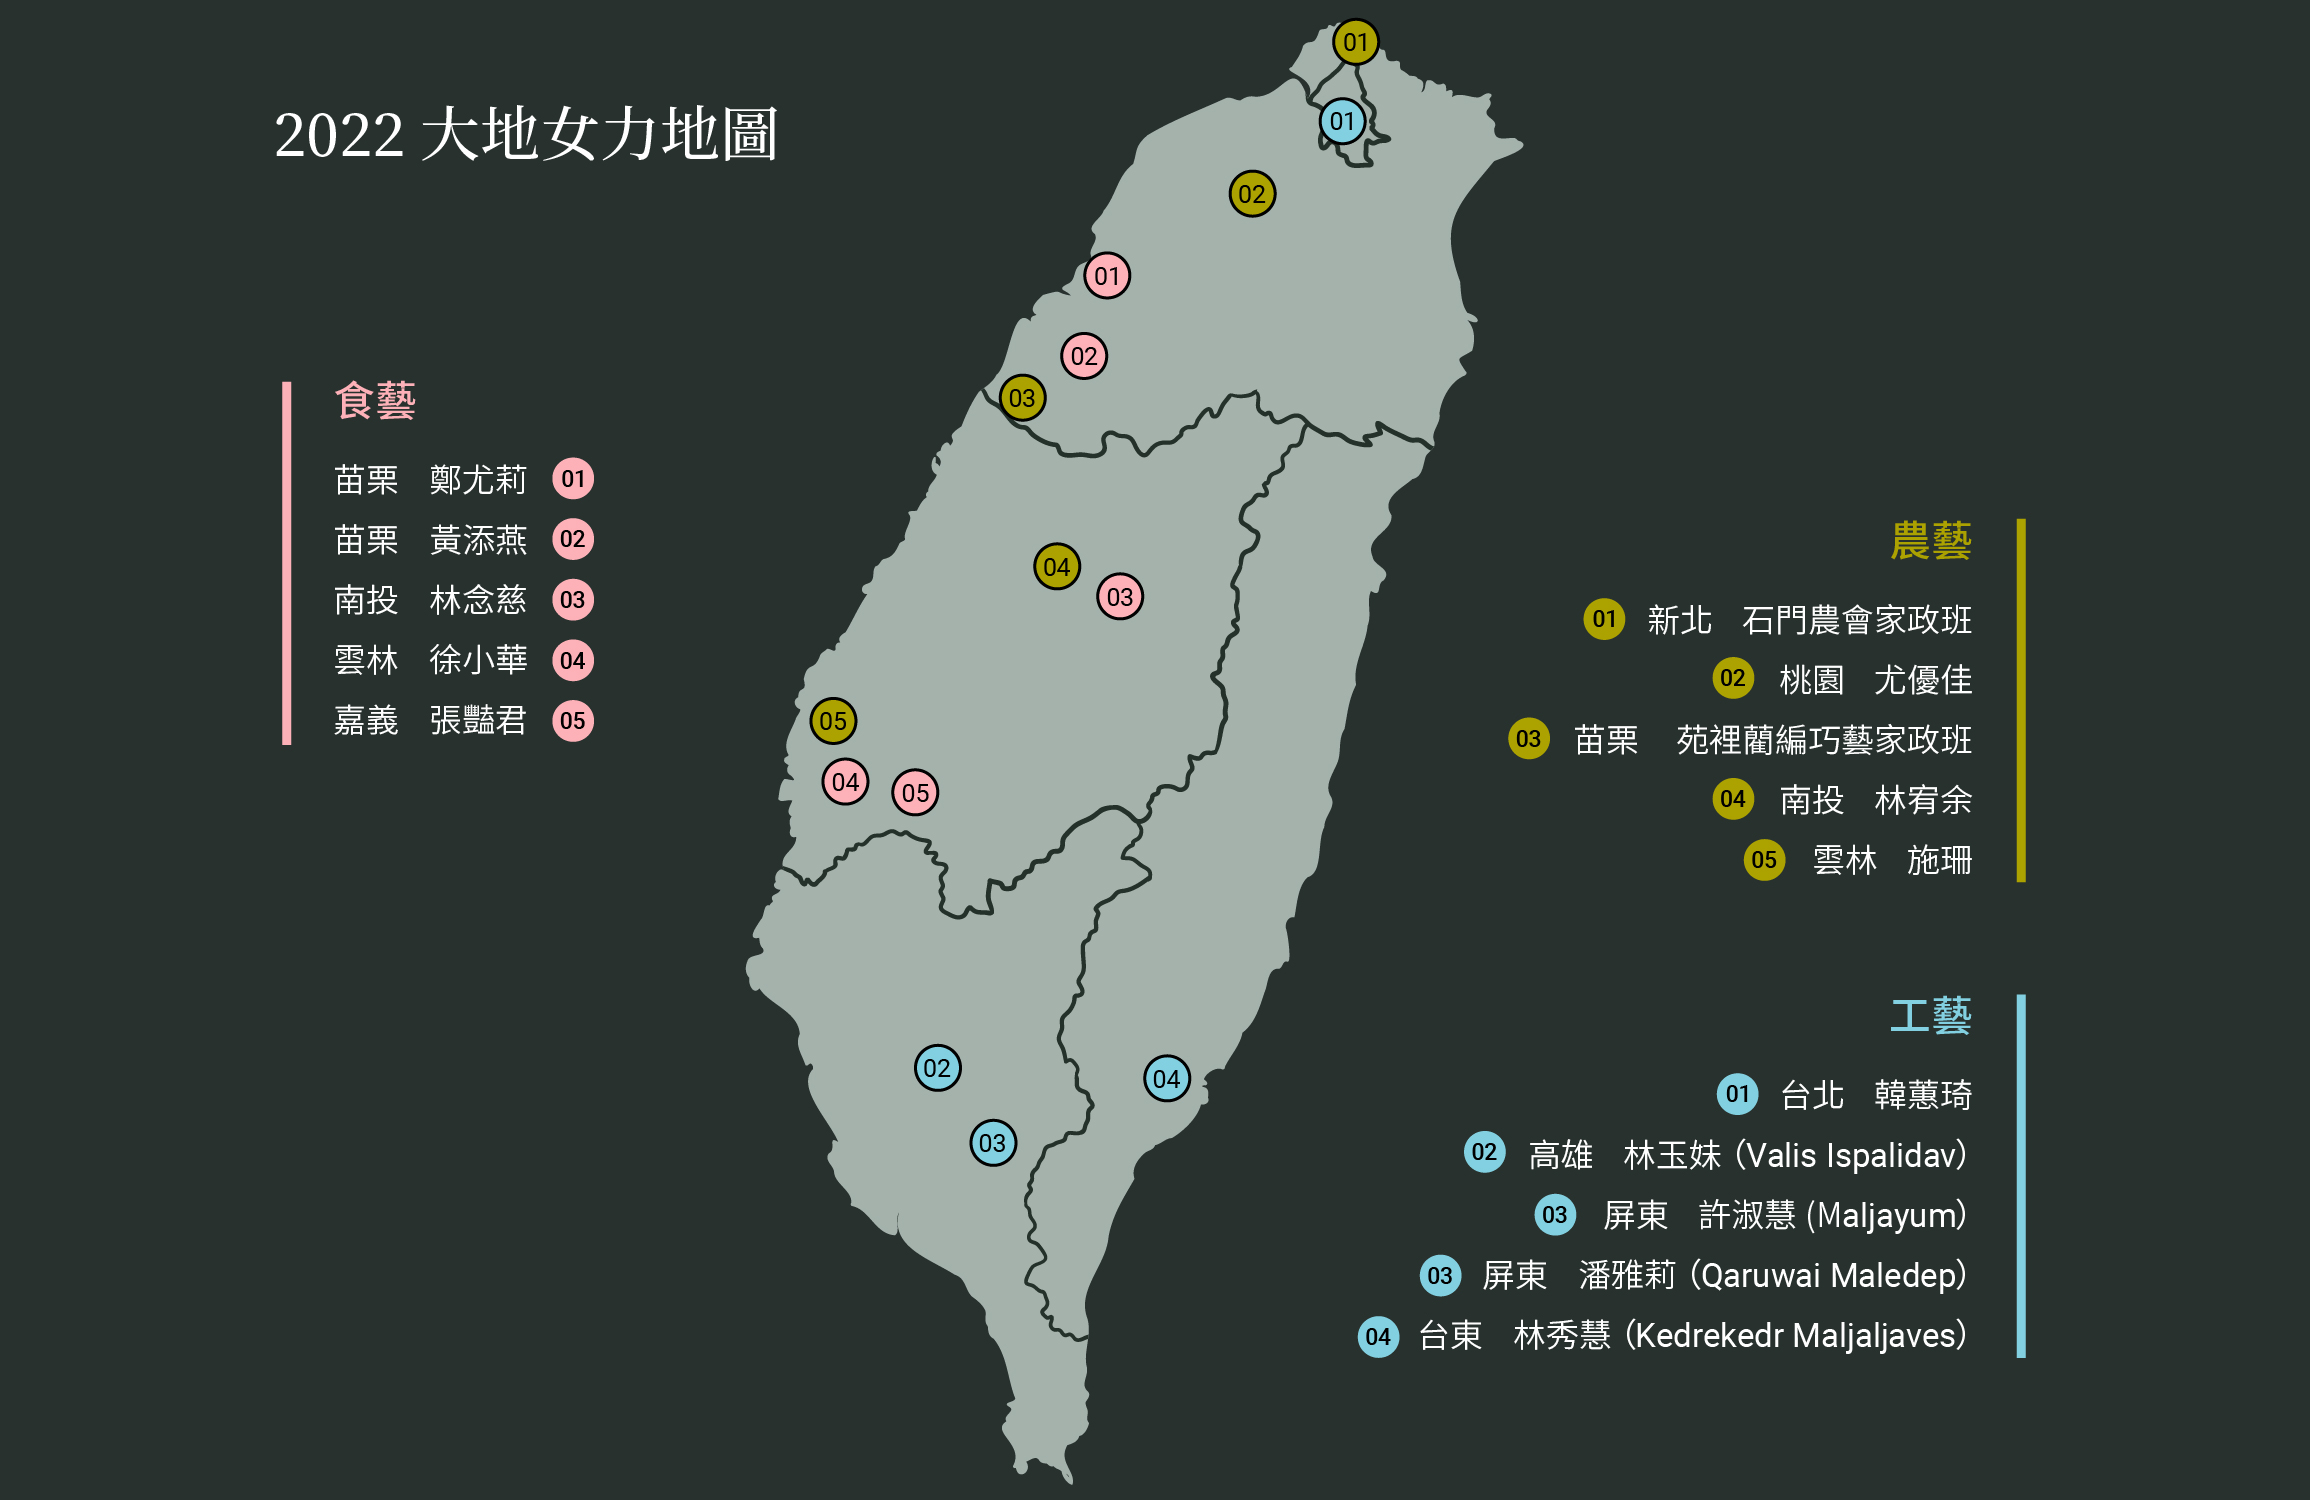 2022 大地女力地圖
食藝
苗栗 鄭尤莉 01
苗栗 黃添燕 02
南投 林念慈 03
雲林 徐小華 04
嘉義 張豔君 05
01
01
02
01
02
03
04
03
05
04
05
02
04
03
農藝
01 新北 石門農會家政班
02 桃園 尤優佳
03 苗栗 苑裡藺編巧藝家政班
04 南投 林宥余
05 雲林 施珊
工藝
01 台北 韓蕙琦
02 高雄 林玉妹（Valis Ispalidav）
03 屏東 許淑慧 (Maljayum）
03 屏東 潘雅莉（Qaruwai Maledep）
04 台東 林秀慧（Kedrekedr Maljaljaves）